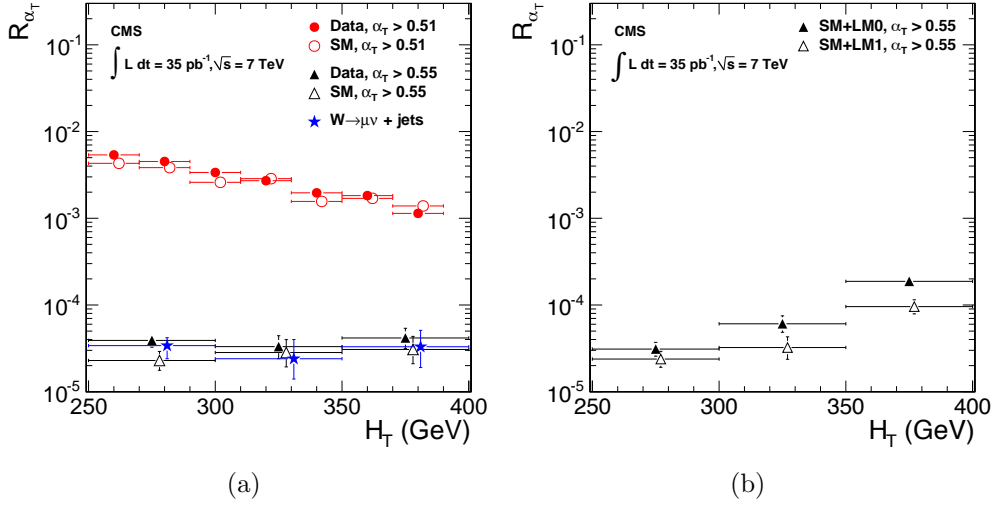 R_{α_T}
10^{-1}
10^{-2}
10^{-3}
10^{-4}
10^{-5}
CMS
∫ L dt = 35 pb^{-1}, √s = 7 TeV
Data, α_T > 0.51
SM, α_T > 0.51
Data, α_T > 0.55
SM, α_T > 0.55
W→μν + jets
250 300 350 400
H_T (GeV)
(a)
R_{α_T}
10^{-1}
10^{-2}
10^{-3}
10^{-4}
10^{-5}
CMS
∫ L dt = 35 pb^{-1}, √s = 7 TeV
SM+LM0, α_T > 0.55
SM+LM1, α_T > 0.55
250 300 350 400
H_T (GeV)
(b)